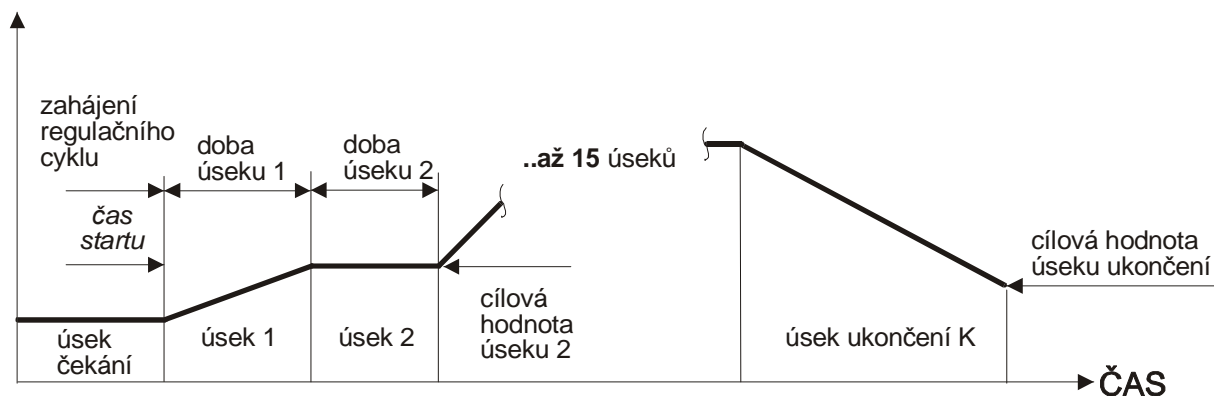 zahájení
regulačního
cyklu
doba
úseku 1
doba
úseku 2
..až 15 úseků
čas
startu
cílová hodnota
úseku ukončení
cílová
hodnota
úseku 2
úsek
čekání
úsek 1
úsek 2
úsek ukončení K
ČAS